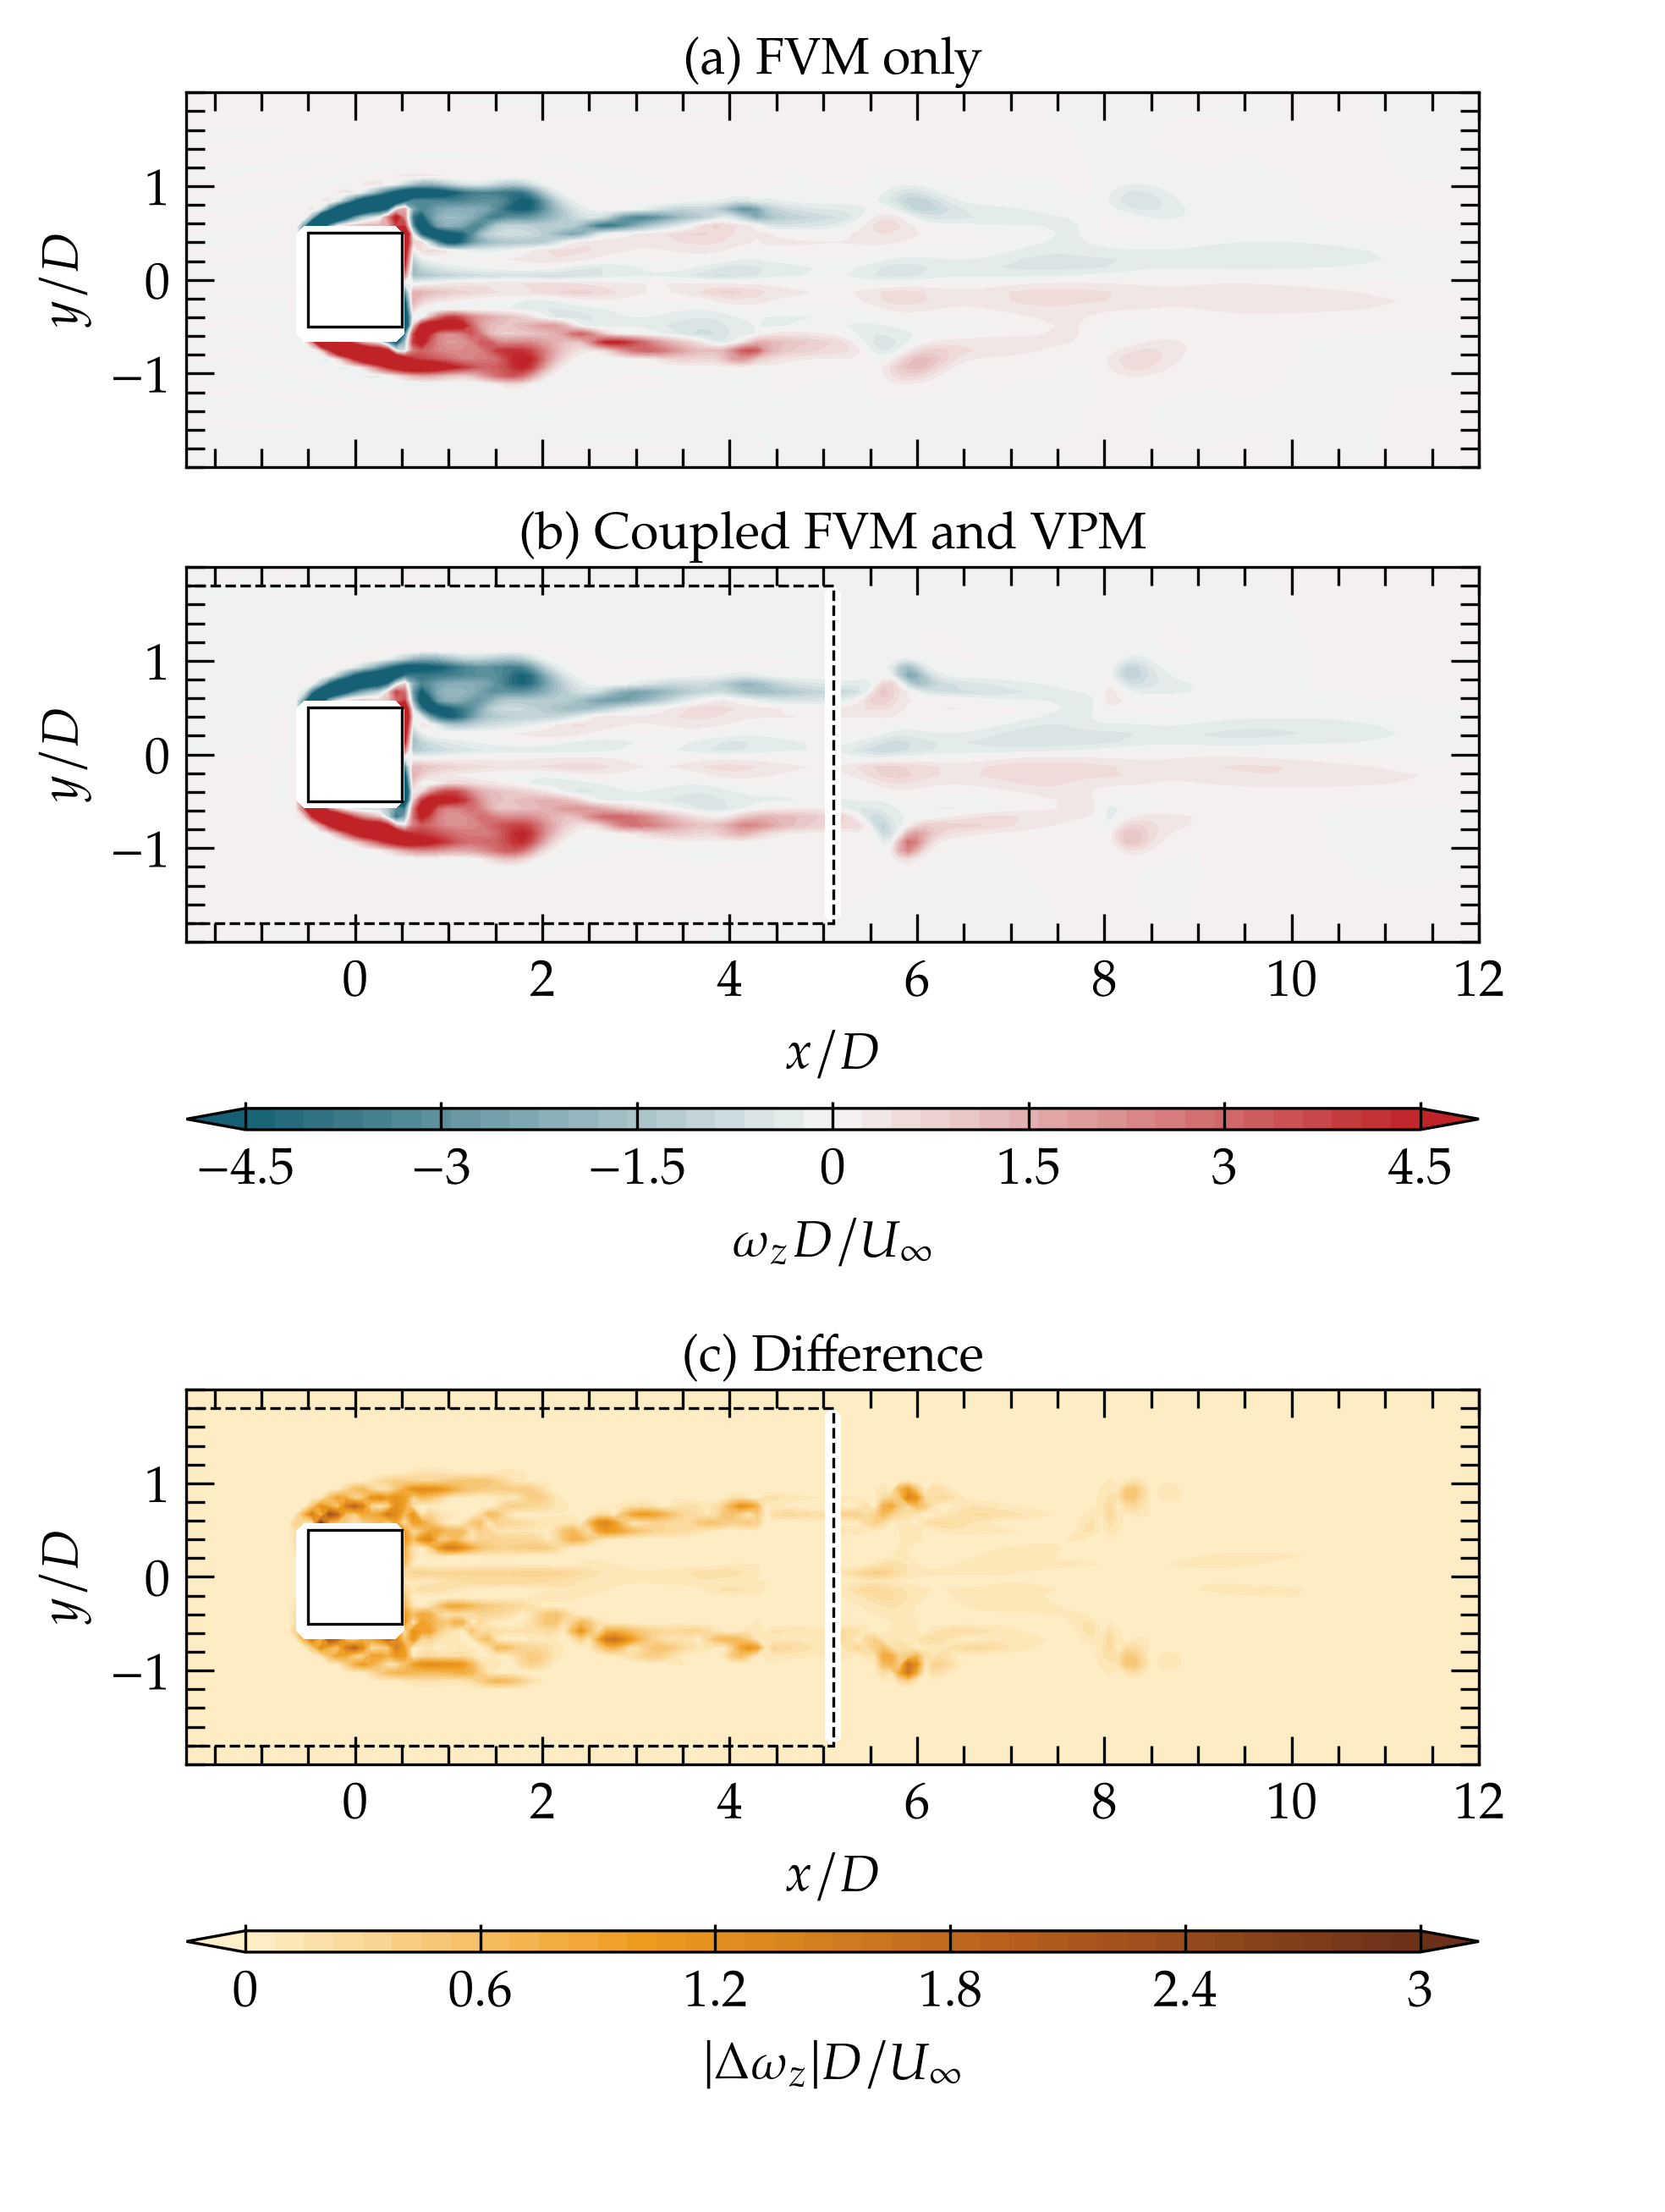 (a) FVM only
y/D
1
0
−1
(b) Coupled FVM and VPM
y/D
1
0
−1
0 2 4 6 8 10 12
x/D
−4.5 −3 −1.5 0 1.5 3 4.5
ω_z D/U_∞
(c) Difference
y/D
1
0
−1
0 2 4 6 8 10 12
x/D
0 0.6 1.2 1.8 2.4 3
|Δω_z|D/U_∞